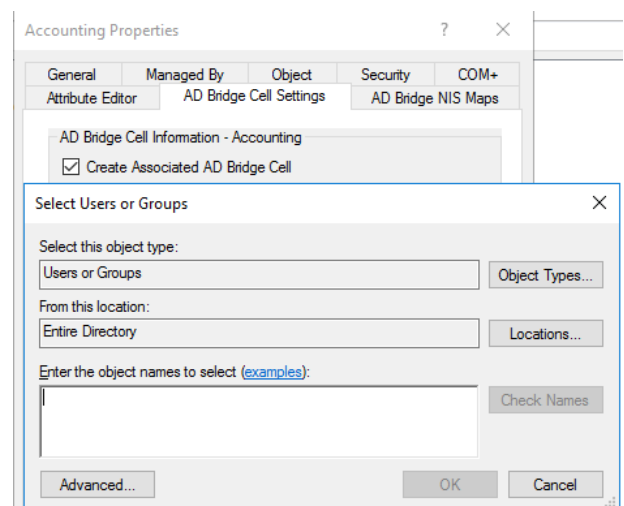 Accounting Properties
General Managed By Object Security COM+
Attribute Editor AD Bridge Cell Settings AD Bridge NIS Maps
AD Bridge Cell Information - Accounting
Create Associated AD Bridge Cell
Select Users or Groups
Select this object type:
Users or Groups Object Types...
From this location:
Entire Directory Locations...
Enter the object names to select (examples):
Check Names
Advanced... OK Cancel